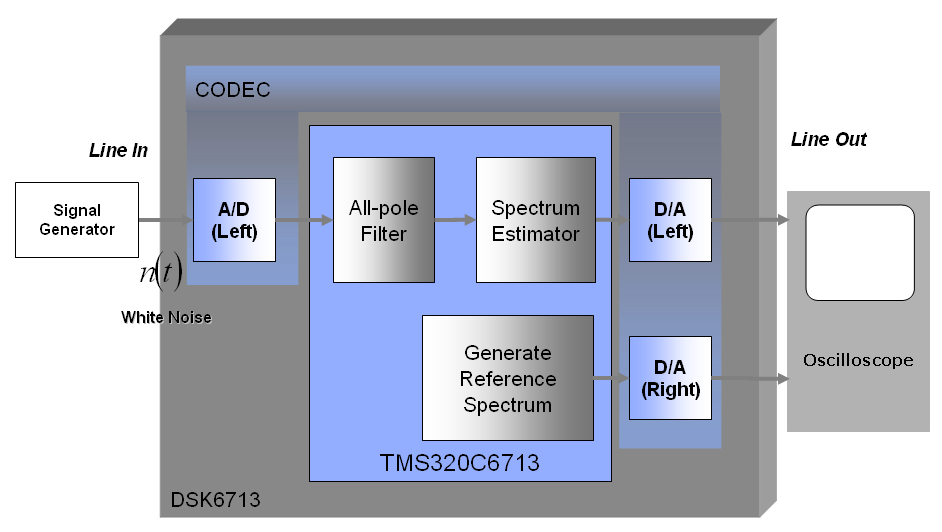 CODEC
Line In
Line Out
Signal
Generator
A/D
(Left)
All-pole
Filter
Spectrum
Estimator
D/A
(Left)
n(t)
White Noise
Generate
Reference
Spectrum
D/A
(Right)
Oscilloscope
TMS320C6713
DSK6713